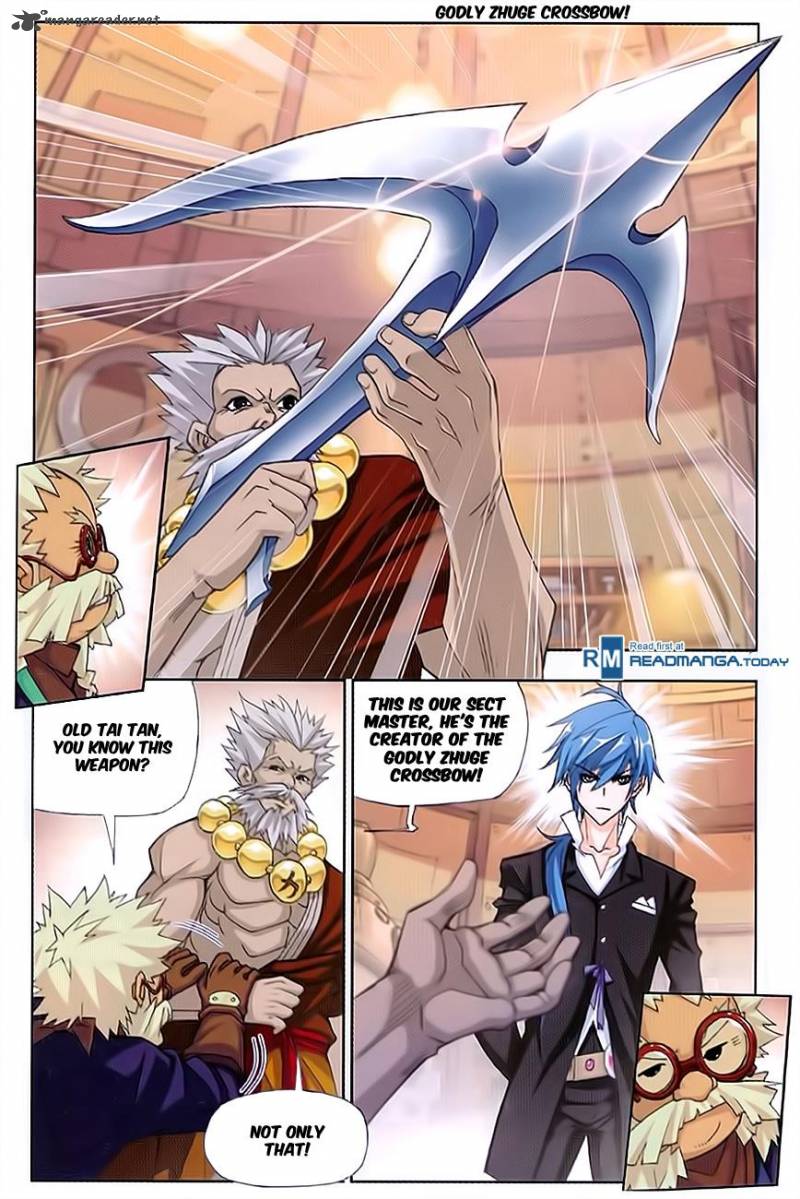 mangareader.net
GODLY ZHUGE CROSSBOW!
RM
Read first at
READMANGA.TODAY
OLD TAI TAN,
YOU KNOW THIS
WEAPON?
力
NOT ONLY
THAT!
THIS IS OUR SECT
MASTER, HE'S THE
CREATOR OF THE
GODLY ZHUGE
CROSSBOW!